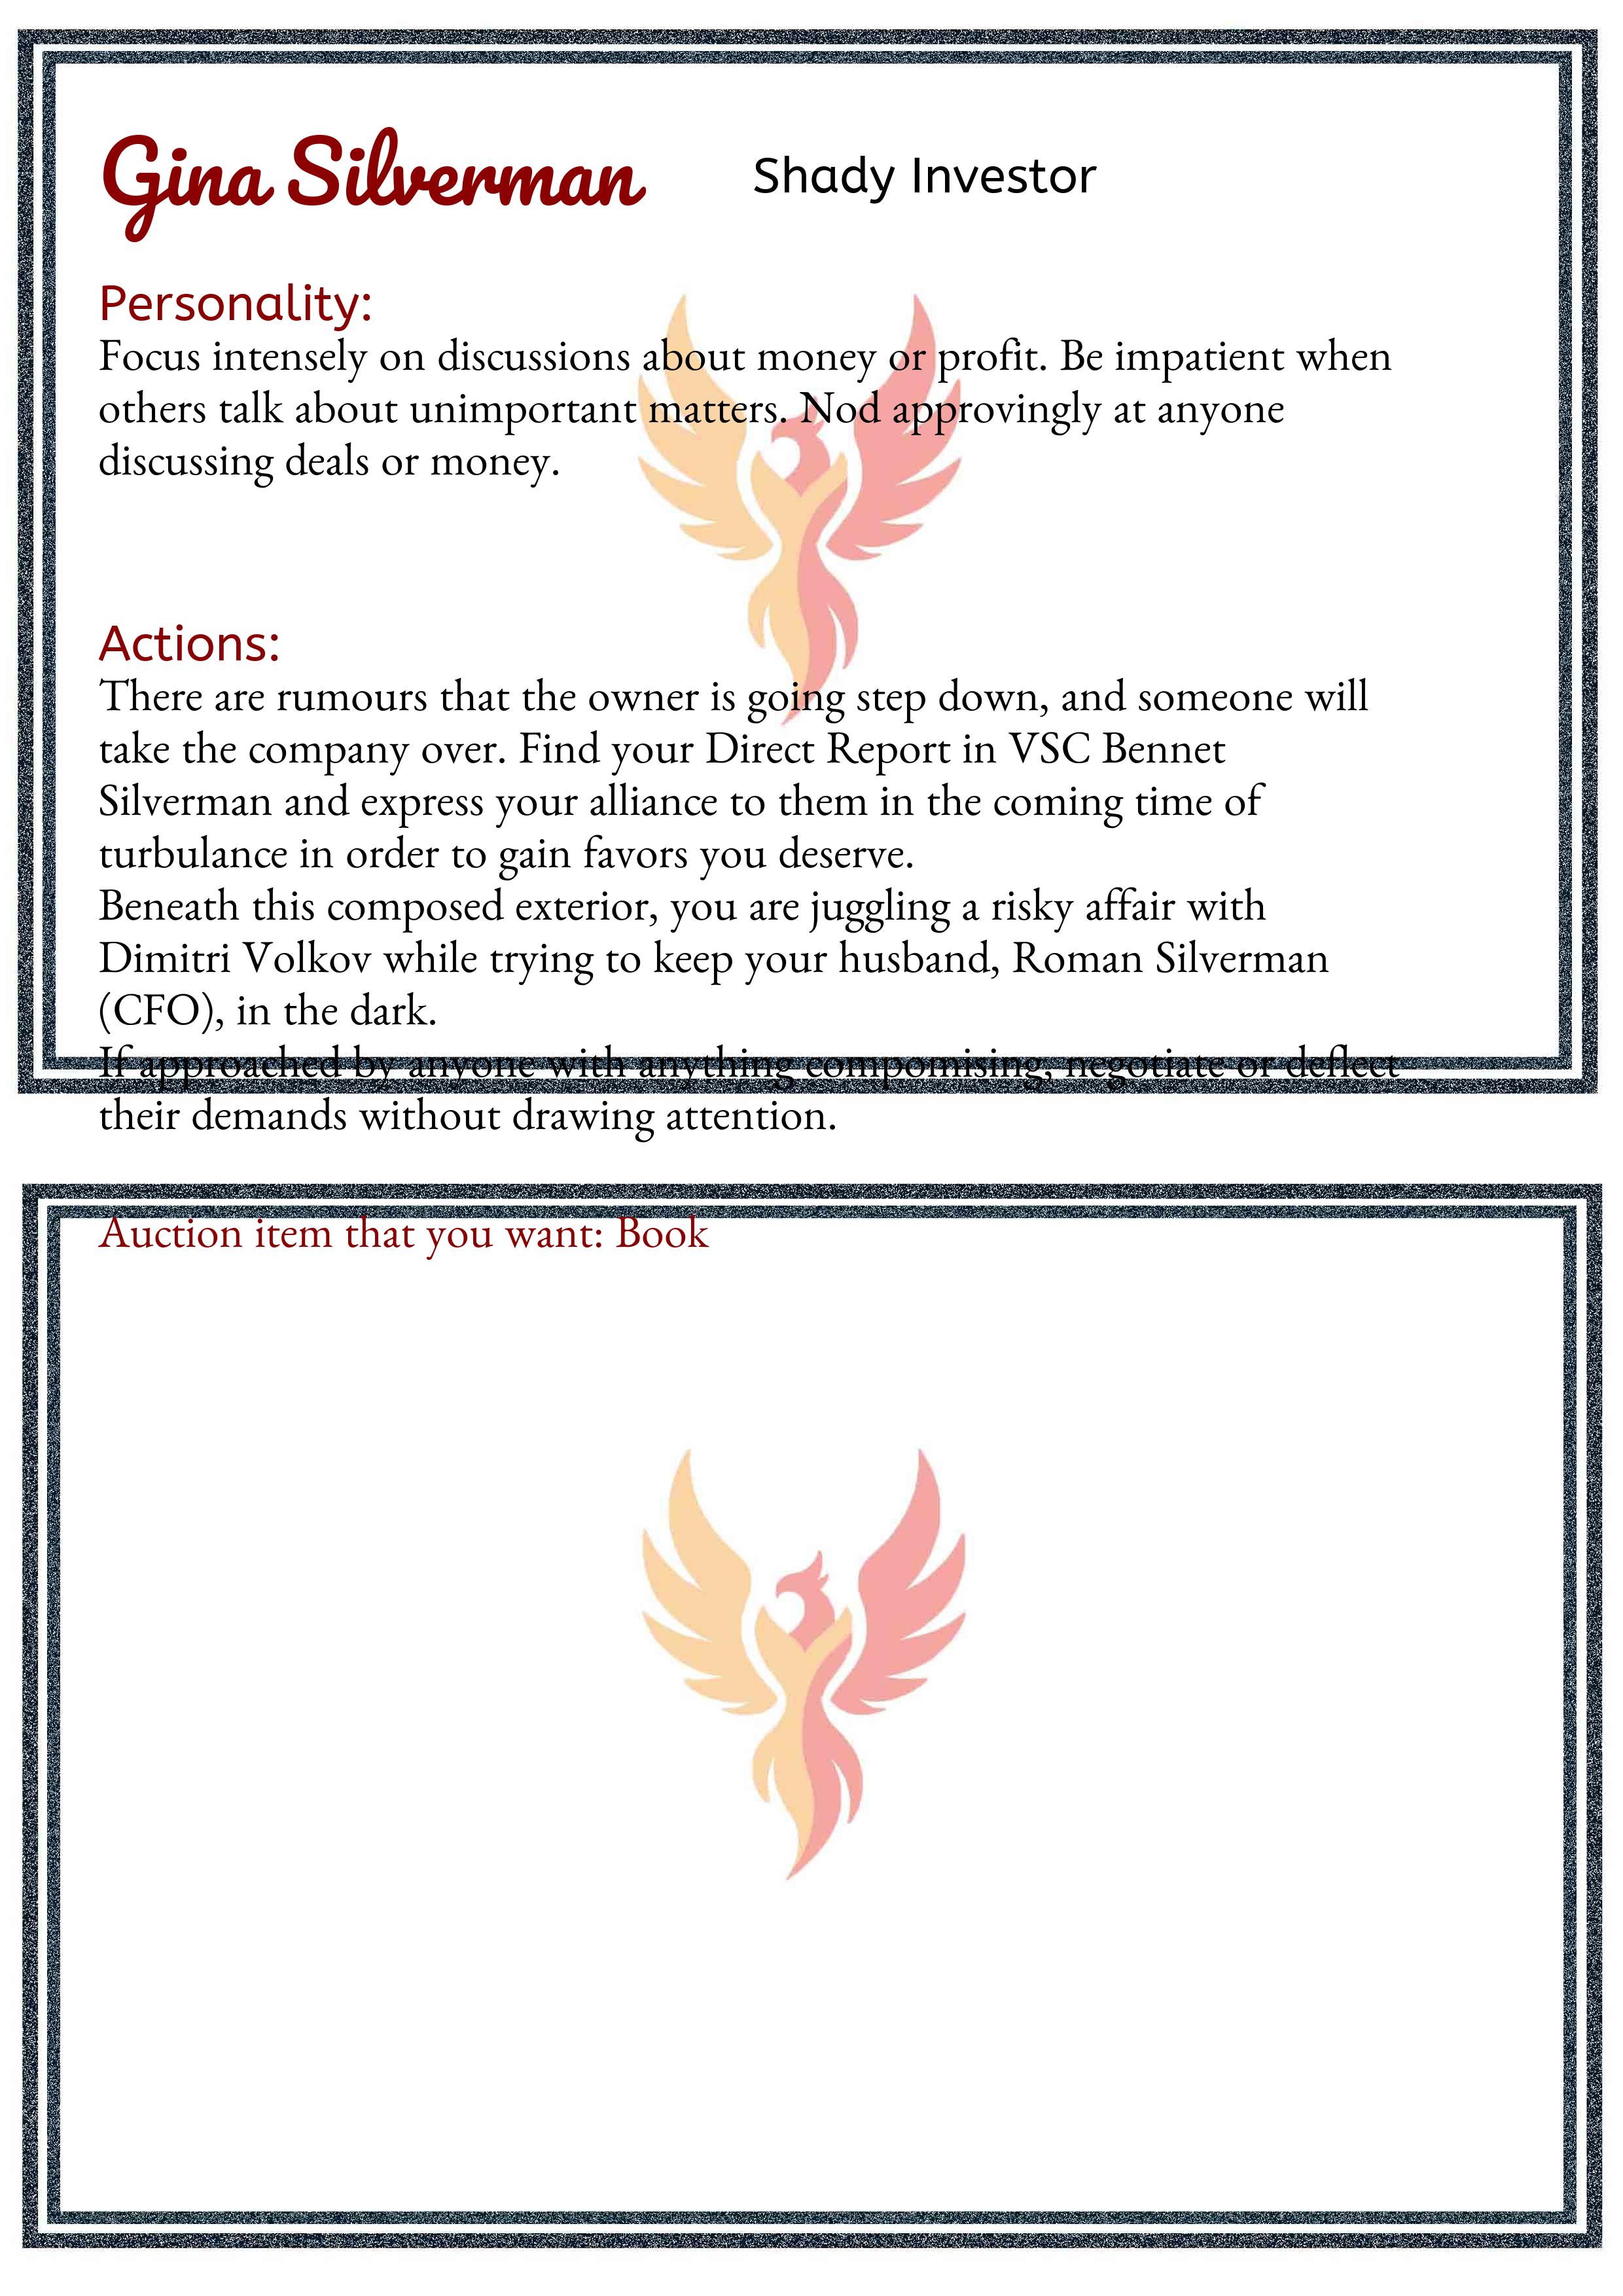 Gina Silverman
Shady Investor
Personality:
Focus intensely on discussions about money or profit. Be impatient when
others talk about unimportant matters. Nod approvingly at anyone
discussing deals or money.
Actions:
There are rumours that the owner is going step down, and someone will
take the company over. Find your Direct Report in VSC Bennet
Silverman and express your alliance to them in the coming time of
turbulance in order to gain favors you deserve.
Beneath this composed exterior, you are juggling a risky affair with
Dimitri Volkov while trying to keep your husband, Roman Silverman
(CFO), in the dark.
If approached by anyone with anything compomising, negotiate or deflect
their demands without drawing attention.
Auction item that you want: Book